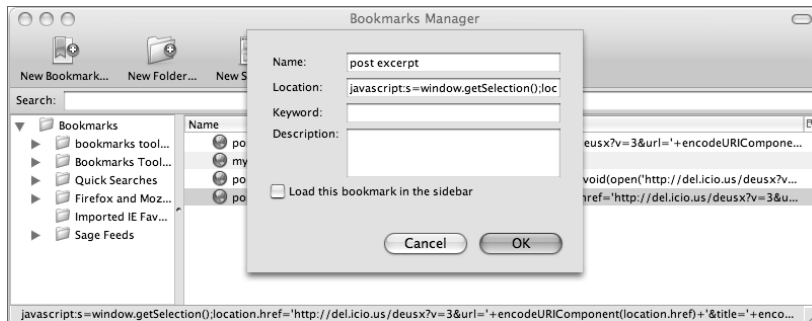 Bookmarks Manager
New Bookmark... New Folder... New S
Search:
Name: post excerpt
Location: javascript:s=window.getSelection();loc
Keyword:
Description:
Load this bookmark in the sidebar
Cancel OK
Bookmarks
bookmarks tool...
Bookmarks Tool...
Quick Searches
Firefox and Moz...
Imported IE Fav...
Sage Feeds
Name
po deusx?v=3&url='+encodeURICompone...
my
po void(open('http://del.icio.us/deusx?v...
po href='http://del.icio.us/deusx?v=3&u...
javascript:s=window.getSelection();location.href='http://del.icio.us/deusx?v=3&url='+encodeURIComponent(location.href)+'&title='+enco...